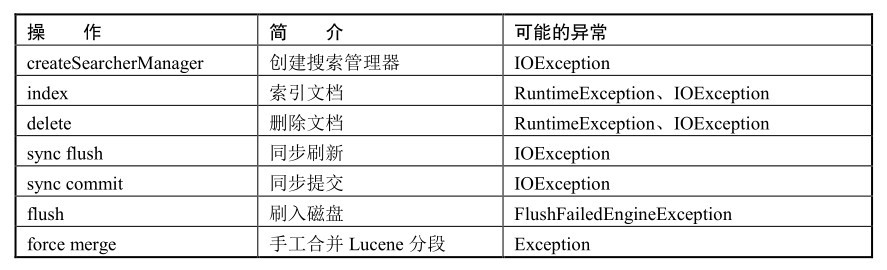 操 作 简 介 可能的异常
createSearcherManager 创建搜索管理器 IOException
index 索引文档 RuntimeException、IOException
delete 删除文档 RuntimeException、IOException
sync flush 同步刷新 IOException
sync commit 同步提交 IOException
flush 刷入磁盘 FlushFailedEngineException
force merge 手工合并 Lucene 分段 Exception